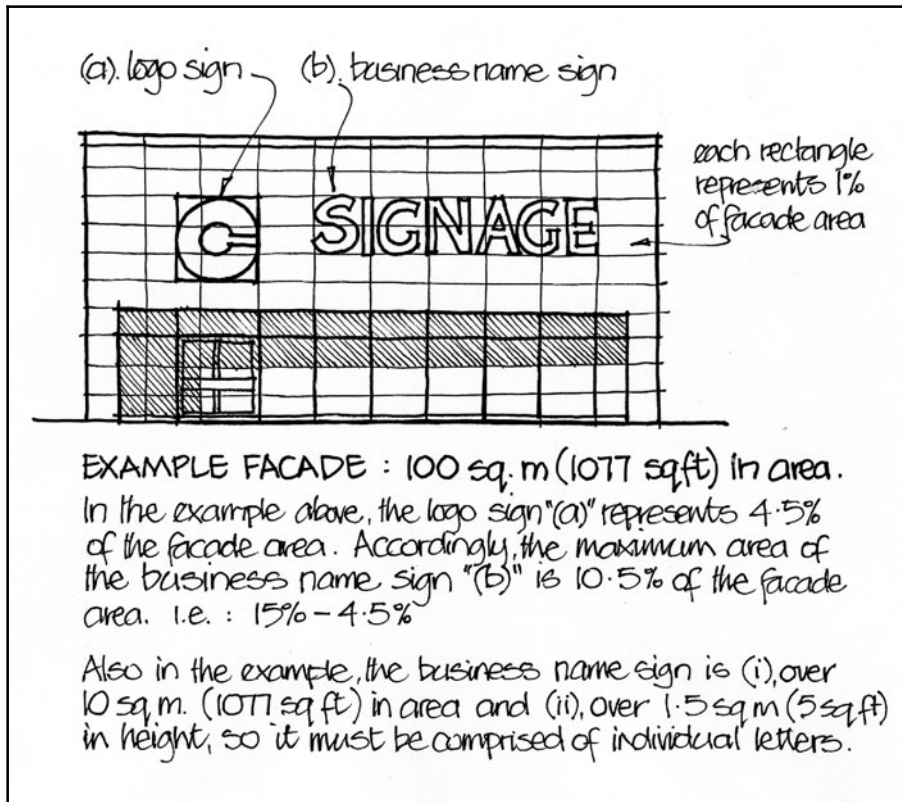 (a). logo sign
(b). business name sign
each rectangle
represents 1%
of facade area
C
SIGNAGE
EXAMPLE FACADE : 100 sq.m (1077 sqft) in area.
In the example above, the logo sign "(a)" represents 4.5%
of the facade area. Accordingly, the maximum area of
the business name sign "(b)" is 10.5% of the facade
area. i.e. : 15% - 4.5%
Also in the example, the business name sign is (i), over
10 sq.m. (1077 sq ft) in area and (ii), over 1.5 sq m (5 sq ft)
in height, so it must be comprised of individual letters.